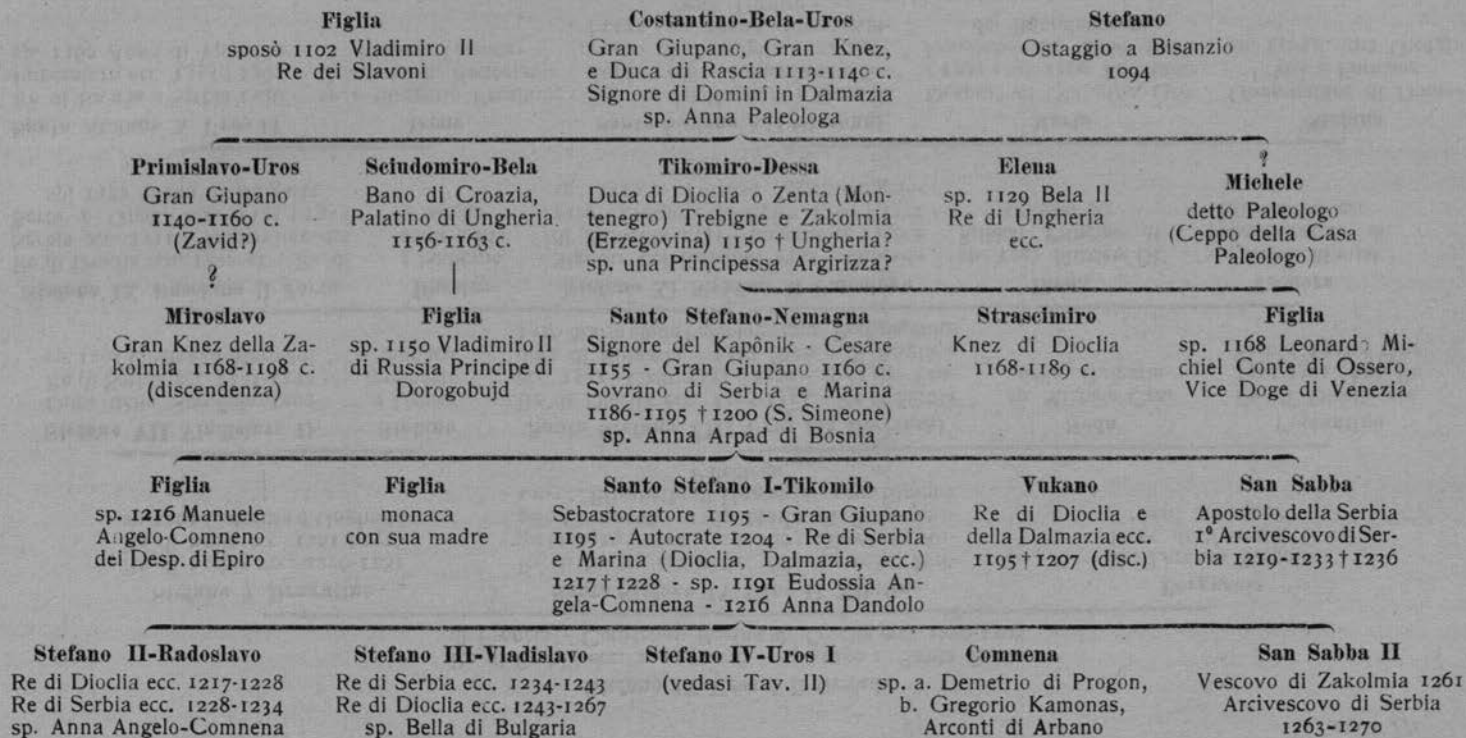 Figlia
sposò 1102 Vladimiro II
Re dei Slavoni
Costantino-Bela-Uros
Gran Giupano, Gran Knez,
e Duca di Rascia 1113-1140 c.
Signore di Domini in Dalmazia
sp. Anna Paleologa
Stefano
Ostaggio a Bisanzio
1094
Primislavo-Uros
Gran Giupano
1140-1160 c.
(Zavid?)
?
Sciudomiro-Bela
Bano di Croazia,
Palatino di Ungheria
1156-1163 c.
Tikomiro-Dessa
Duca di Dioclia o Zenta (Mon-
tenegro) Trebigne e Zakolmia
(Erzegovina) 1150 † Ungheria?
sp. una Principessa Argirizza?
Elena
sp. 1129 Bela II
Re di Ungheria
ecc.
?
Michele
detto Paleologo
(Ceppo della Casa
Paleologo)
Miroslavo
Gran Knez della Za-
kolmia 1168-1198 c.
(discendenza)
Figlia
sp. 1150 Vladimiro II
di Russia Principe di
Dorogobujd
Santo Stefano-Nemagna
Signore del Kapônik - Cesare
1155 - Gran Giupano 1160 c.
Sovrano di Serbia e Marina
1186-1195 † 1200 (S. Simeone)
sp. Anna Arpad di Bosnia
Strascimiro
Knez di Dioclia
1168-1189 c.
Figlia
sp. 1168 Leonardo Mi-
chiel Conte di Ossero,
Vice Doge di Venezia
Figlia
sp. 1216 Manuele
Angelo-Comneno
dei Desp. di Epiro
Figlia
monaca
con sua madre
Santo Stefano I-Tikomilo
Sebastocratore 1195 - Gran Giupano
1195 - Autocrate 1204 - Re di Serbia
e Marina (Dioclia, Dalmazia, ecc.)
1217 † 1228 - sp. 1191 Eudossia An-
gela-Comnena - 1216 Anna Dandolo
Vukano
Re di Dioclia e
della Dalmazia ecc.
1195 † 1207 (disc.)
San Sabba
Apostolo della Serbia
1° Arcivescovo di Ser-
bia 1219-1233 † 1236
Stefano II-Radoslavo
Re di Dioclia ecc. 1217-1228
Re di Serbia ecc. 1228-1234
sp. Anna Angelo-Comnena
Stefano III-Vladislavo
Re di Serbia ecc. 1234-1243
Re di Dioclia ecc. 1243-1267
sp. Bella di Bulgaria
Stefano IV-Uros I
(vedasi Tav. II)
Comnena
sp. a. Demetrio di Progon,
b. Gregorio Kamonas,
Arconti di Arbano
San Sabba II
Vescovo di Zakolmia 1261
Arcivescovo di Serbia
1263-1270